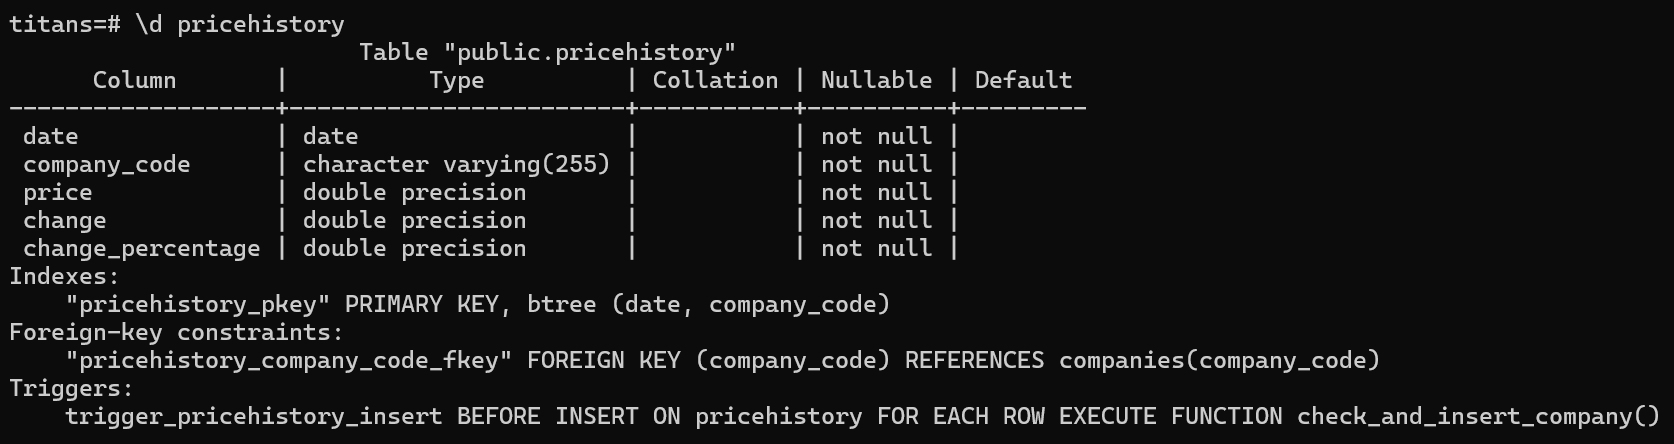 titans=# \d pricehistory
Table "public.pricehistory"
Column | Type | Collation | Nullable | Default
-------------------+------------------------+-----------+----------+---------
date | date | | not null |
company_code | character varying(255) | | not null |
price | double precision | | not null |
change | double precision | | not null |
change_percentage | double precision | | not null |
Indexes:
"pricehistory_pkey" PRIMARY KEY, btree (date, company_code)
Foreign-key constraints:
"pricehistory_company_code_fkey" FOREIGN KEY (company_code) REFERENCES companies(company_code)
Triggers:
trigger_pricehistory_insert BEFORE INSERT ON pricehistory FOR EACH ROW EXECUTE FUNCTION check_and_insert_company()